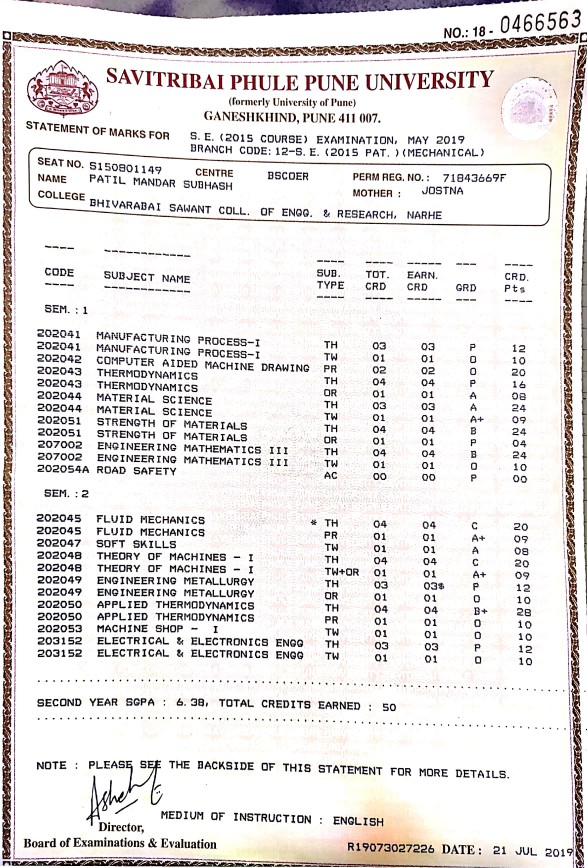 NO.: 18 - 0466563
SAVITRIBAI PHULE PUNE UNIVERSITY
(formerly University of Pune)
GANESHKHIND, PUNE 411 007.
STATEMENT OF MARKS FOR S.E.(2015 COURSE) EXAMINATION, MAY 2019
BRANCH CODE:12-S.E.(2015 PAT.)(MECHANICAL)
SEAT NO. S150801149 CENTRE BSCOER PERM REG. NO.: 71843669F
NAME PATIL MANDAR SUBHASH MOTHER : JOSTNA
COLLEGE BHIVARABAI SAWANT COLL. OF ENGG. & RESEARCH, NARHE
CODE SUBJECT NAME SUB. TYPE TOT. CRD EARN. CRD GRD CRD. Pts
SEM.:1
202041 MANUFACTURING PROCESS-I TH 03 03 P 12
202041 MANUFACTURING PROCESS-I TW 01 01 O 10
202042 COMPUTER AIDED MACHINE DRAWING PR 02 02 O 20
202043 THERMODYNAMICS TH 04 04 P 16
202043 THERMODYNAMICS OR 01 01 A 08
202044 MATERIAL SCIENCE TH 03 03 A 24
202044 MATERIAL SCIENCE TW 01 01 A+ 09
202051 STRENGTH OF MATERIALS TH 04 04 B 24
202051 STRENGTH OF MATERIALS OR 01 01 P 04
207002 ENGINEERING MATHEMATICS III TH 04 04 B 24
207002 ENGINEERING MATHEMATICS III TW 01 01 O 10
202054A ROAD SAFETY AC 00 00 P 00
SEM.:2
202045 FLUID MECHANICS * TH 04 04 C 20
202045 FLUID MECHANICS PR 01 01 A+ 09
202047 SOFT SKILLS TW 01 01 A 08
202048 THEORY OF MACHINES - I TH 04 04 C 20
202048 THEORY OF MACHINES - I TW+OR 01 01 A+ 09
202049 ENGINEERING METALLURGY TH 03 03$ P 12
202049 ENGINEERING METALLURGY OR 01 01 O 10
202050 APPLIED THERMODYNAMICS TH 04 04 B+ 28
202050 APPLIED THERMODYNAMICS PR 01 01 O 10
202053 MACHINE SHOP - I TW 01 01 O 10
203152 ELECTRICAL & ELECTRONICS ENGG TH 03 03 P 12
203152 ELECTRICAL & ELECTRONICS ENGG TW 01 01 O 10
SECOND YEAR SGPA : 6.38, TOTAL CREDITS EARNED : 50
NOTE : PLEASE SEE THE BACKSIDE OF THIS STATEMENT FOR MORE DETAILS.
MEDIUM OF INSTRUCTION : ENGLISH
Director,
Board of Examinations & Evaluation R19073027226 DATE: 21 JUL 2019